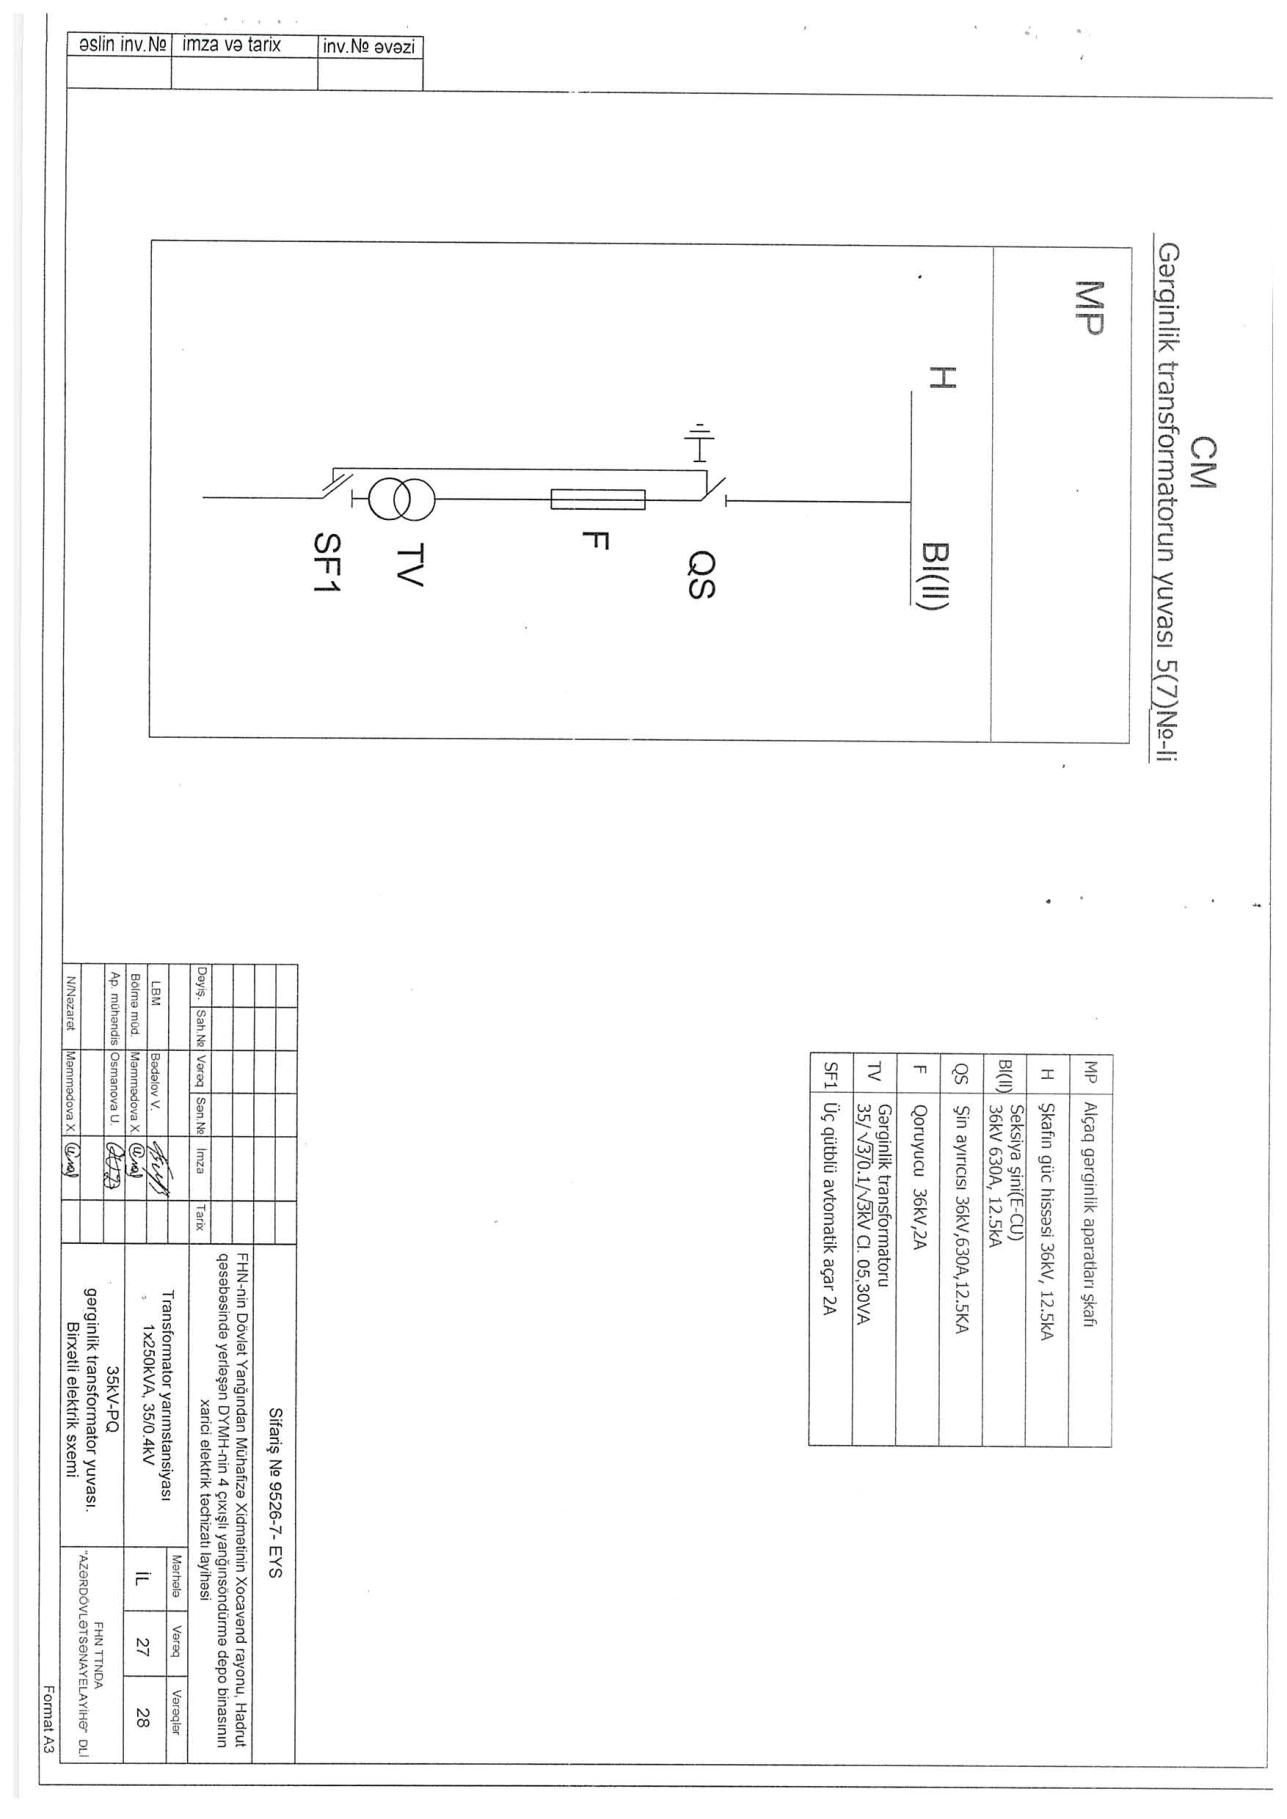 CM
Gərginlik transformatorun yuvası 5(7)№-li
MP
H
BI(II)
QS
F
TV
SF1
MP Alçaq gərginlik aparatları şkafı
H Şkafın güc hissəsi 36kV, 12.5kA
BI(II) Seksiya şini(E-CU)
36kV 630A, 12.5kA
QS Şin ayırıcısı 36kV,630A,12.5KA
F Qoruyucu 36kV,2A
TV Gərginlik transformatoru
35/√3/0.1/√3kV Cl. 05,30VA
SF1 Üç qütblü avtomatik açar 2A
əslin inv.№ imza və tarix inv.№ əvəzi
Sifariş № 9526-7- EYS
FHN-nin Dövlət Yanğından Mühafizə Xidmətinin Xocavənd rayonu, Hadrut
qəsəbəsində yerləşən DYMH-nin 4 çıxışlı yanğınsöndürmə depo binasının
xarici elektrik təchizatı layihəsi
Dəyiş. Sah.№ Vərəq Sən.№ İmza Tarix
LBM Bədəlov V.
Bölmə müd. Məmmədova X.
Ap. mühəndis Osmanova U.
N/Nəzarət Məmmədova X.
Transformator yarımstansiyası
1x250kVA, 35/0.4kV
Mərhələ Vərəq Vərəqlər
İL 27 28
35kV-PQ
gərginlik transformator yuvası.
Birxətli elektrik sxemi
FHN TTNDA
"AZƏRDÖVLƏTSƏNAYELAYİHƏ" DLİ
Format A3